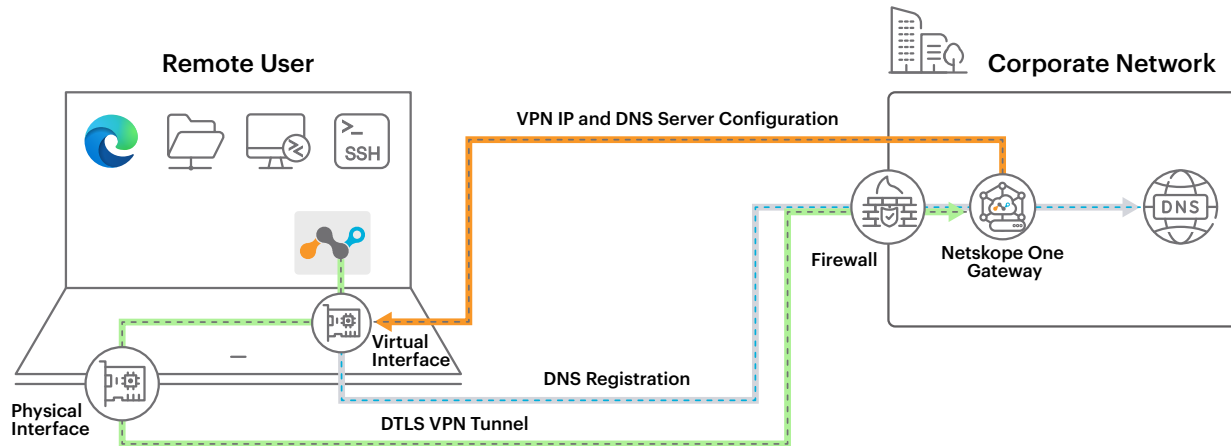 Remote User
Corporate Network
VPN IP and DNS Server Configuration
>_
SSH
DNS
Firewall
Netskope One
Gateway
Virtual
Interface
DNS Registration
Physical
Interface
DTLS VPN Tunnel